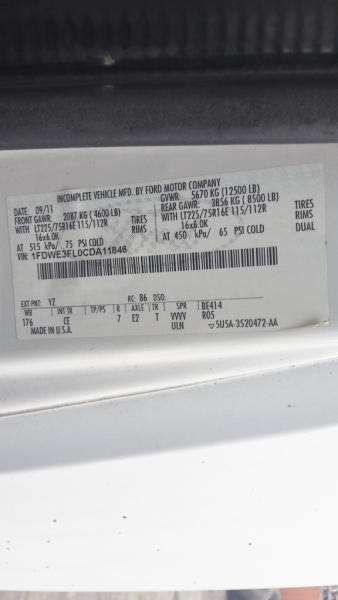 INCOMPLETE VEHICLE MFD. BY FORD MOTOR COMPANY
DATE: 09/11 GVWR: 5670 KG (12500 LB)
FRONT GAWR: 2087 KG (4600 LB) REAR GAWR: 3856 KG (8500 LB)
WITH LT225/75R16E 115/112R TIRES WITH LT225/75R16E 115/112R TIRES
16x6.0K RIMS 16x6.0K RIMS
AT 515 kPa/ 75 PSI COLD AT 450 kPa/ 65 PSI COLD DUAL
VIN: 1FDWE3FL0CDA11846
EXT PNT: YZ RC: 86 DSO:
WB INT TR TP/PS R AXLE TR SPR BE414
176 CE 7 E2 T VVVV R05
MADE IN U.S.A. ULN 5U5A-3520472-AA